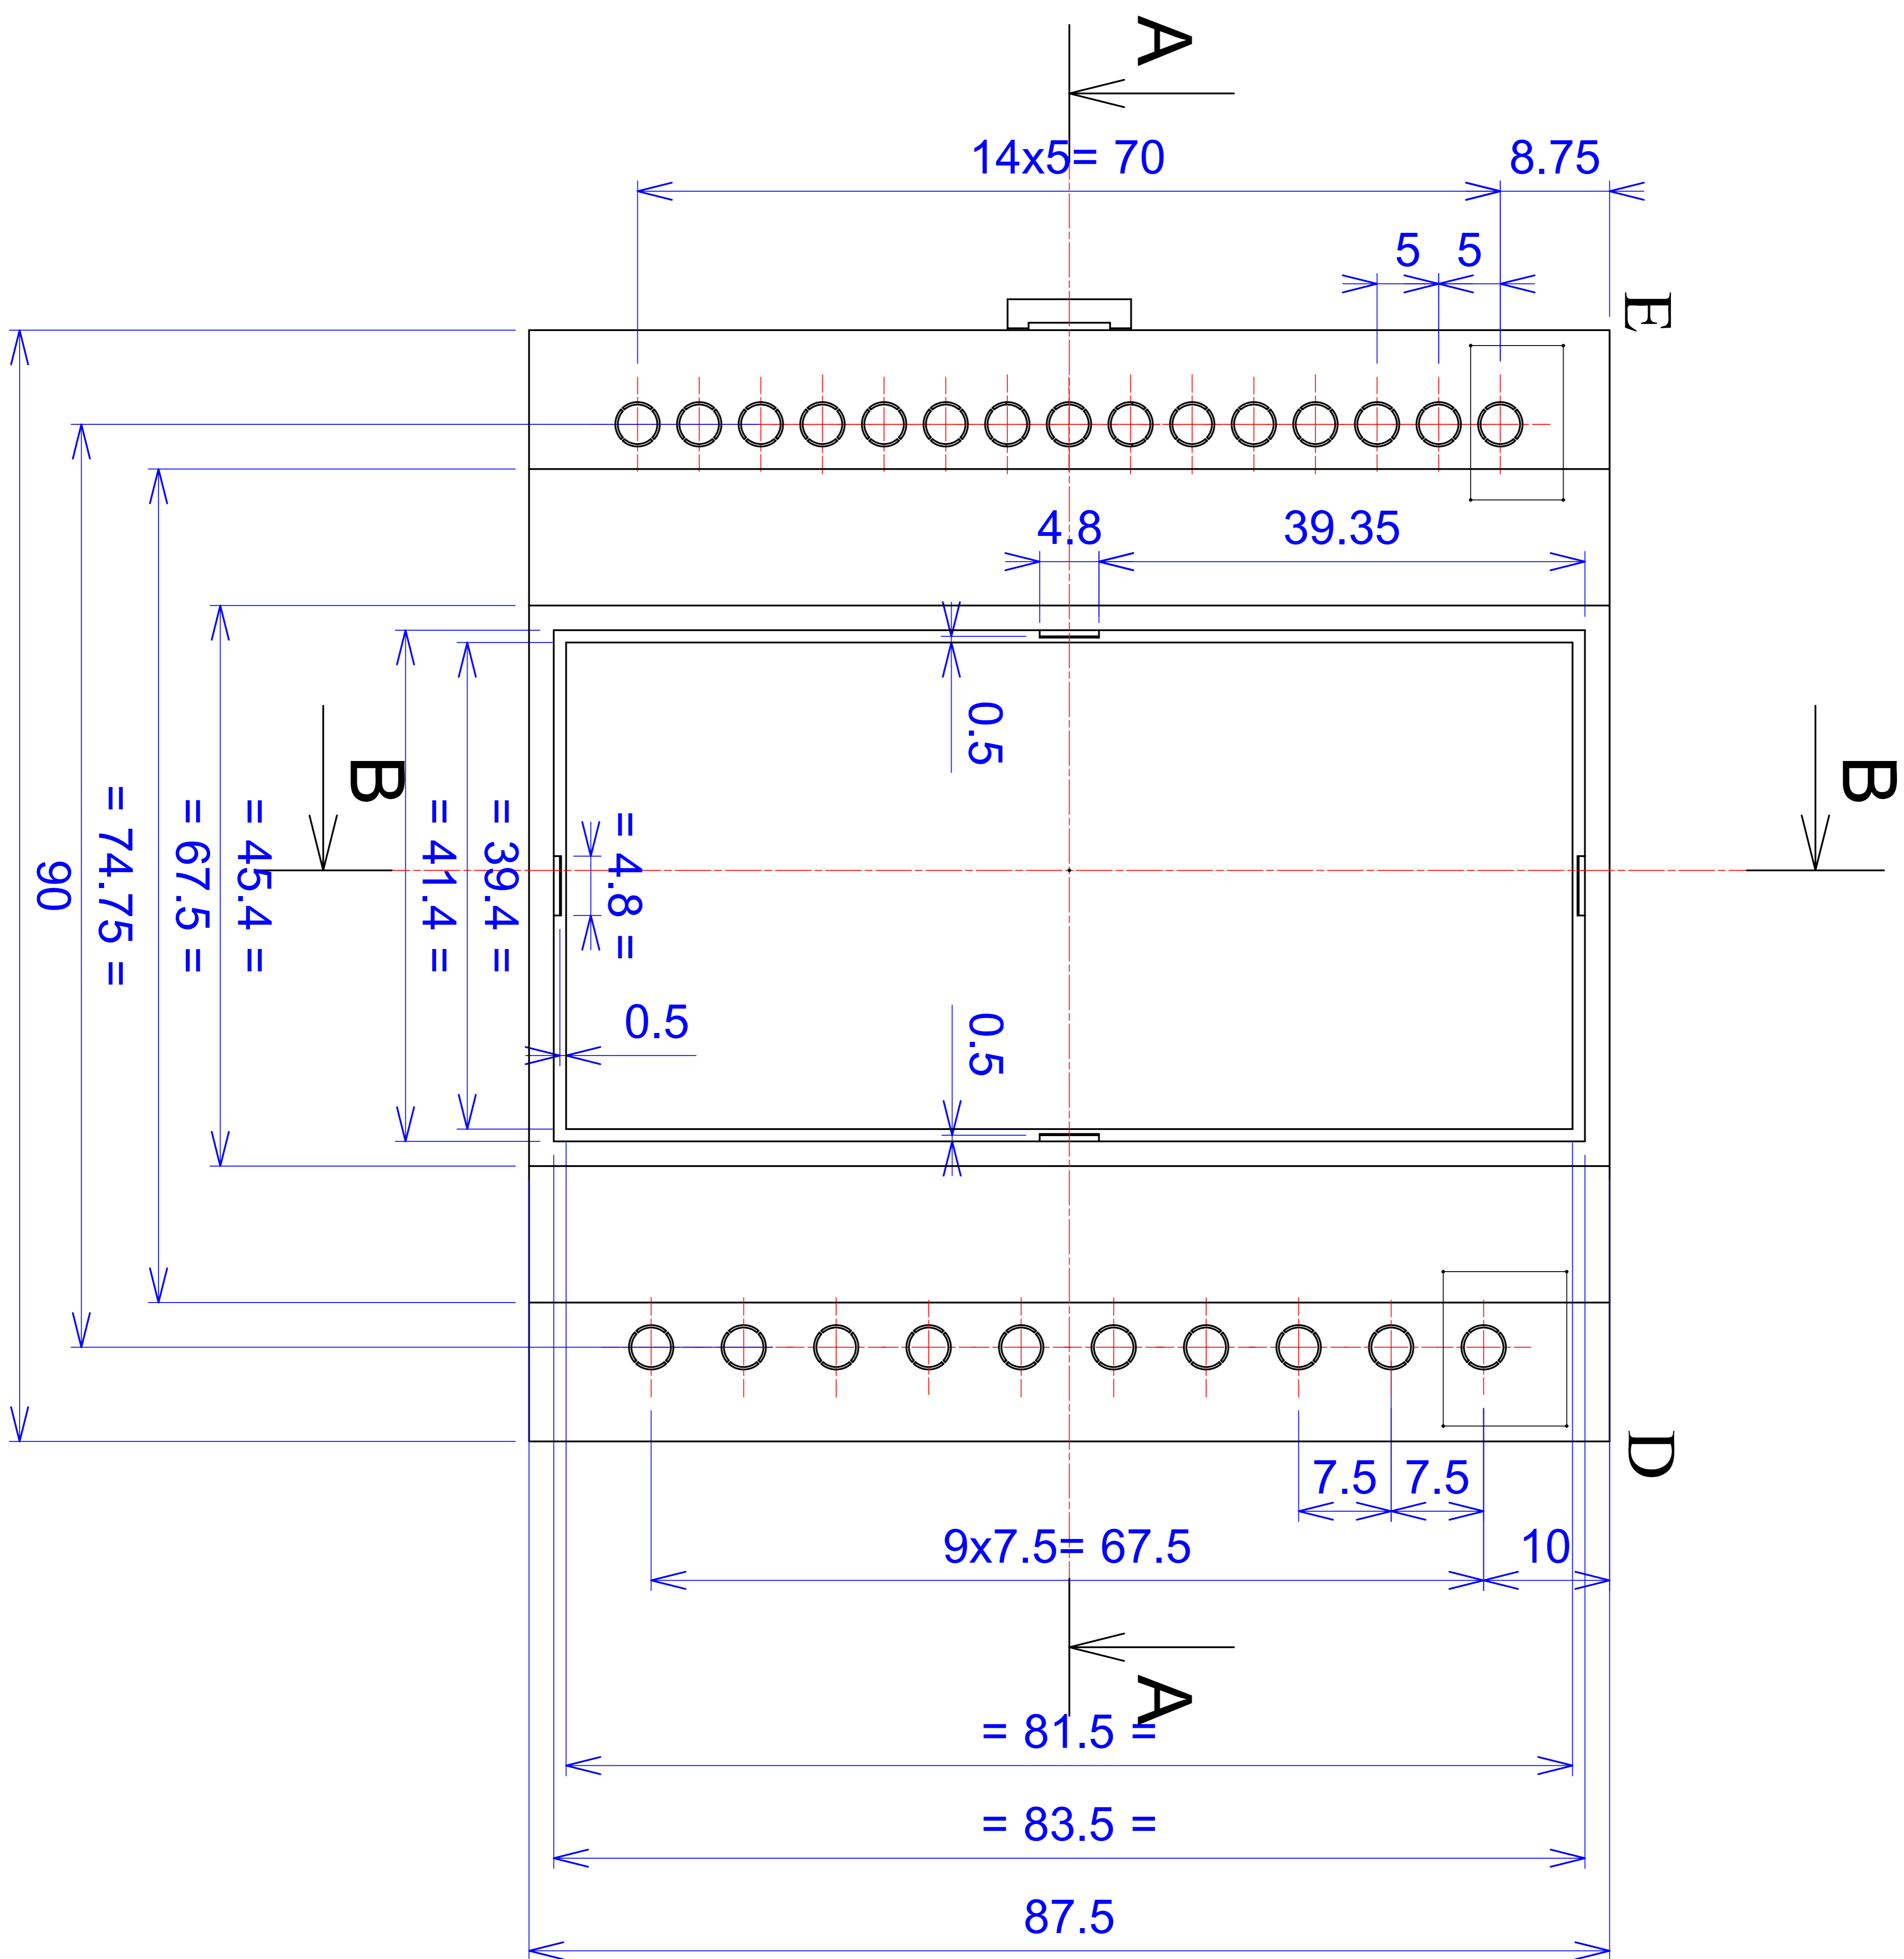 A
14x5= 70
8.75
5
5
E
4.8
39.35
0.5
B
B
= 4.8 =
= 39.4 =
= 41.4 =
= 45.4 =
= 67.5 =
= 74.75 =
90
0.5
0.5
D
7.5
7.5
9x7.5= 67.5
10
A
= 81.5 =
= 83.5 =
87.5